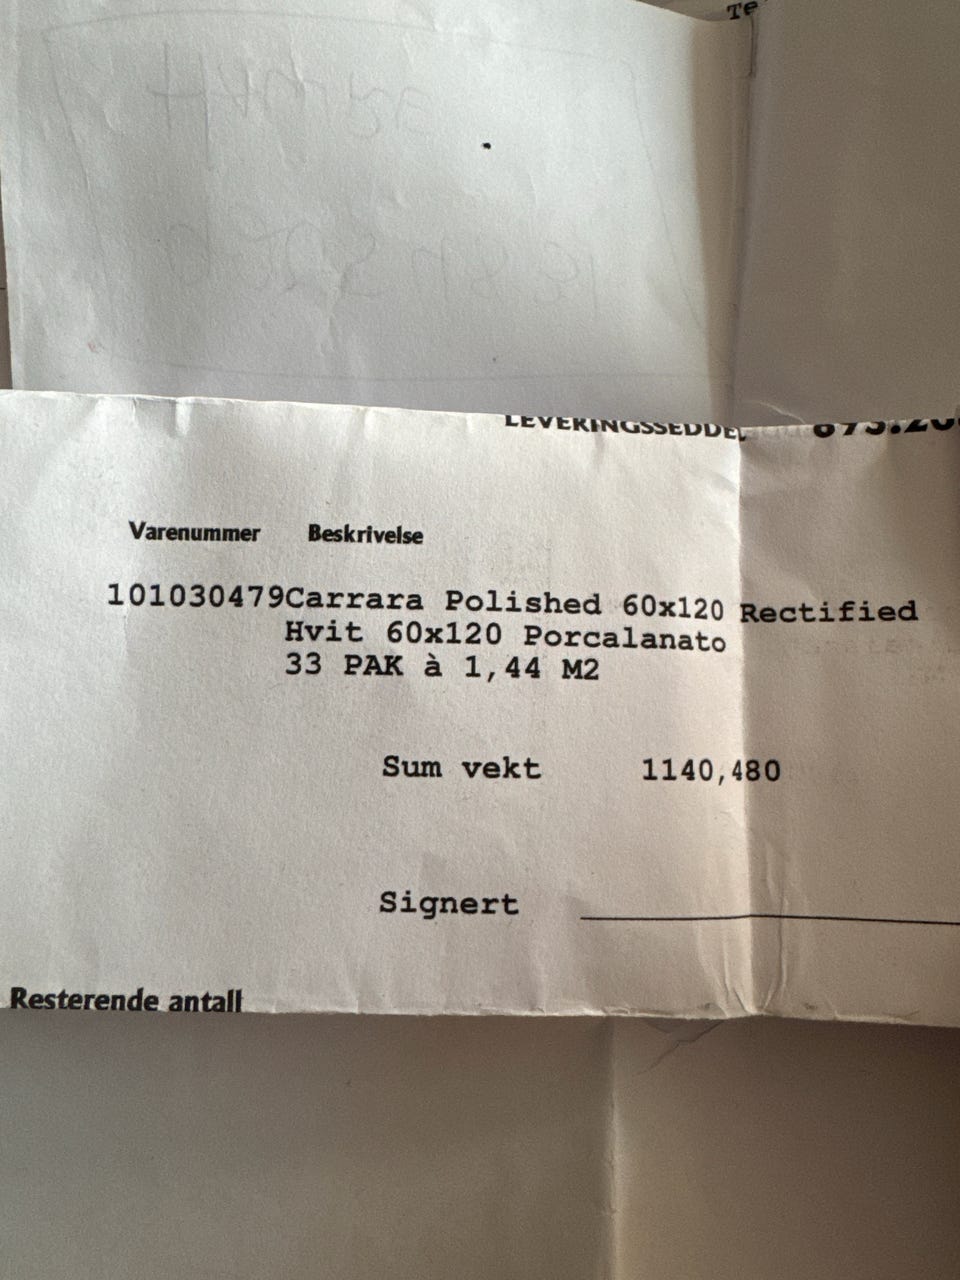 Te
LEVERINGSSEDDEL
Varenummer Beskrivelse
101030479Carrara Polished 60x120 Rectified
Hvit 60x120 Porcalanato
33 PAK à 1,44 M2
Sum vekt 1140,480
Signert
Resterende antall